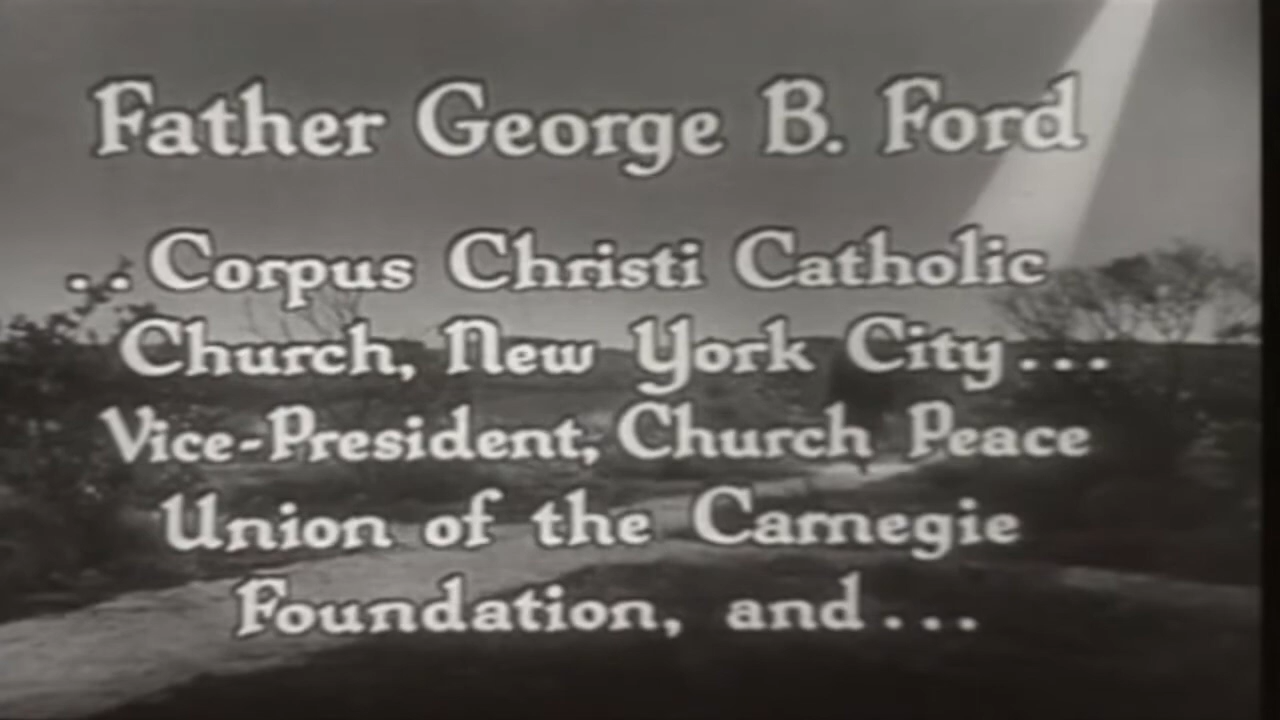 Father George B. Ford
..Corpus Christi Catholic
Church, New York City...
Vice-President, Church Peace
Union of the Carnegie
Foundation, and...